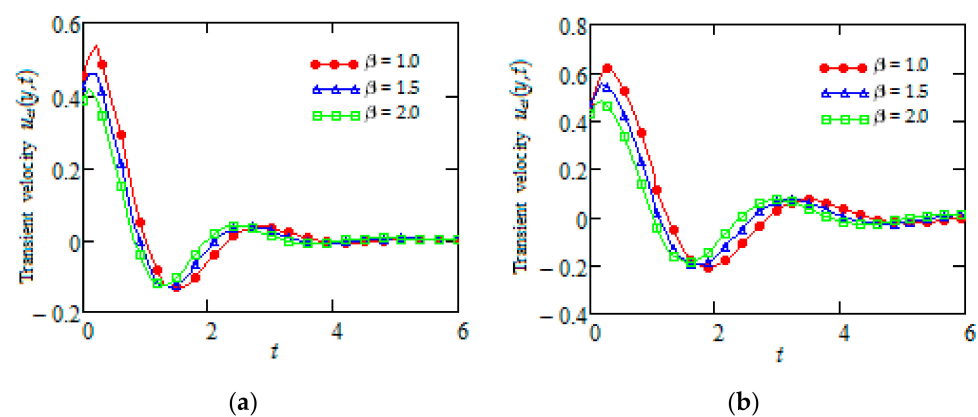 Transient velocity u_ct(y,t)
0.6
0.4
0.2
0
−0.2
0 2 4 6
t
β = 1.0
β = 1.5
β = 2.0
(a)
Transient velocity u_ct(y,t)
0.8
0.6
0.4
0.2
0
−0.2
−0.4
0 2 4 6
t
β = 1.0
β = 1.5
β = 2.0
(b)